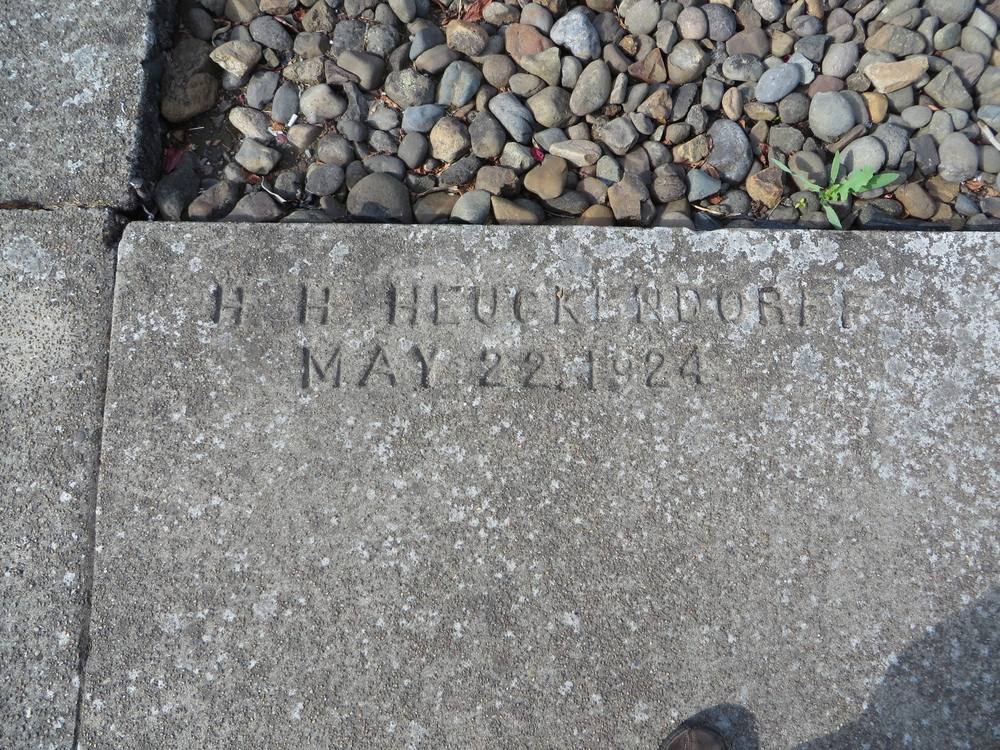 H H HEUCKENDORFF
MAY 22, 1924